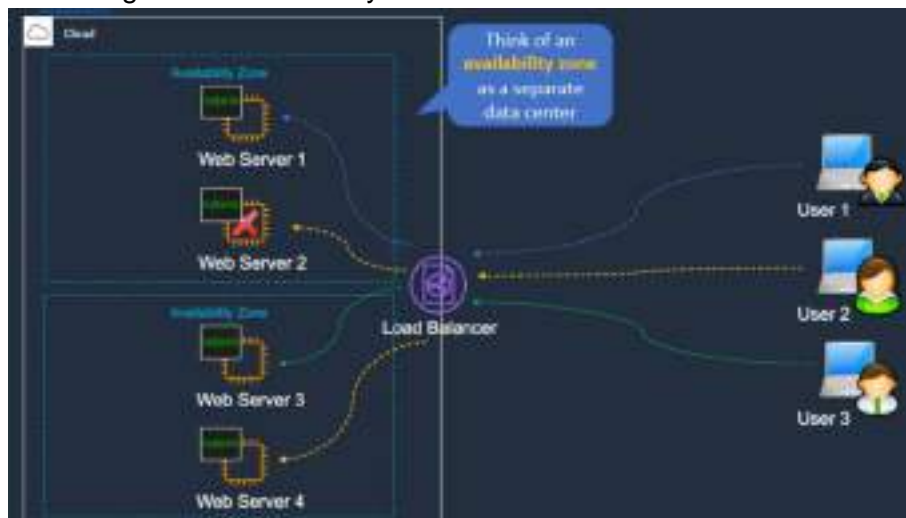 Cloud
Think of an
availability zone
as a separate
data center
Availability Zone
Web Server 1
User 1
Web Server 2
User 2
Availability Zone
Load Balancer
Web Server 3
User 3
Web Server 4